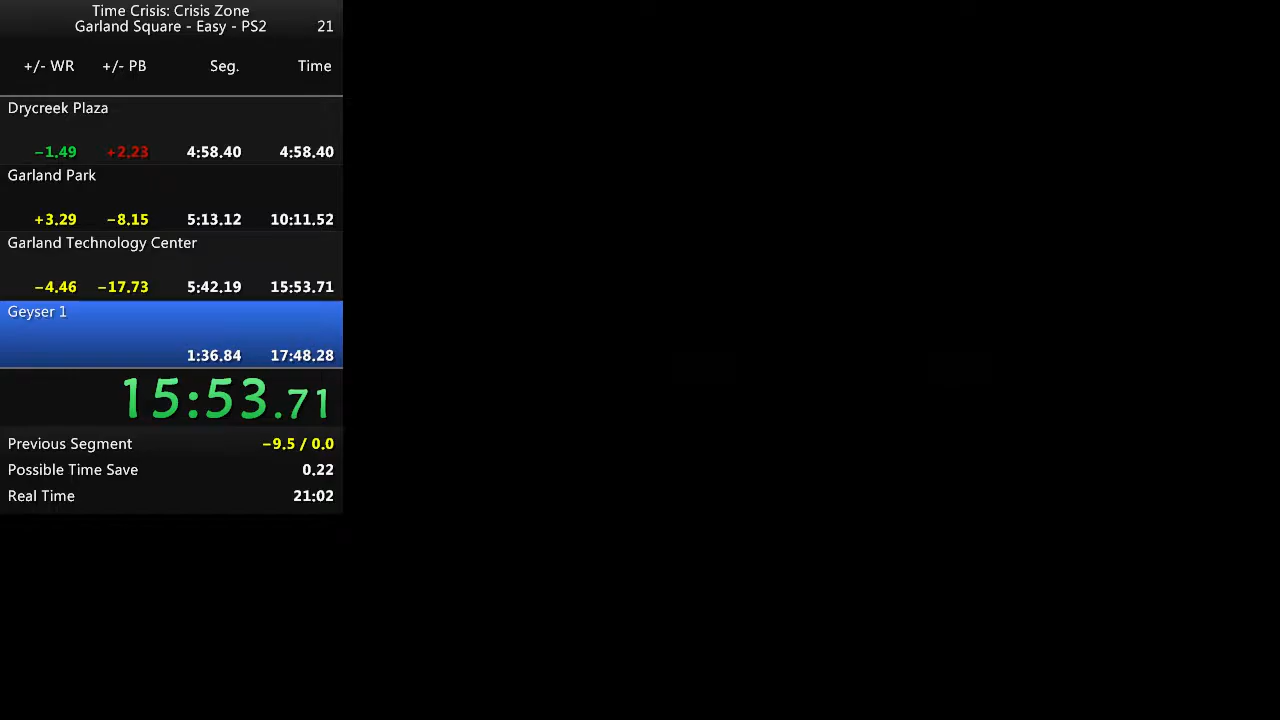 Time Crisis: Crisis Zone
Garland Square - Easy - PS2 21
+/- WR +/- PB Seg. Time
Drycreek Plaza
−1.49 +2.23 4:58.40 4:58.40
Garland Park
+3.29 −8.15 5:13.12 10:11.52
Garland Technology Center
−4.46 −17.73 5:42.19 15:53.71
Geyser 1
1:36.84 17:48.28
15:53.71
Previous Segment −9.5 / 0.0
Possible Time Save 0.22
Real Time 21:02